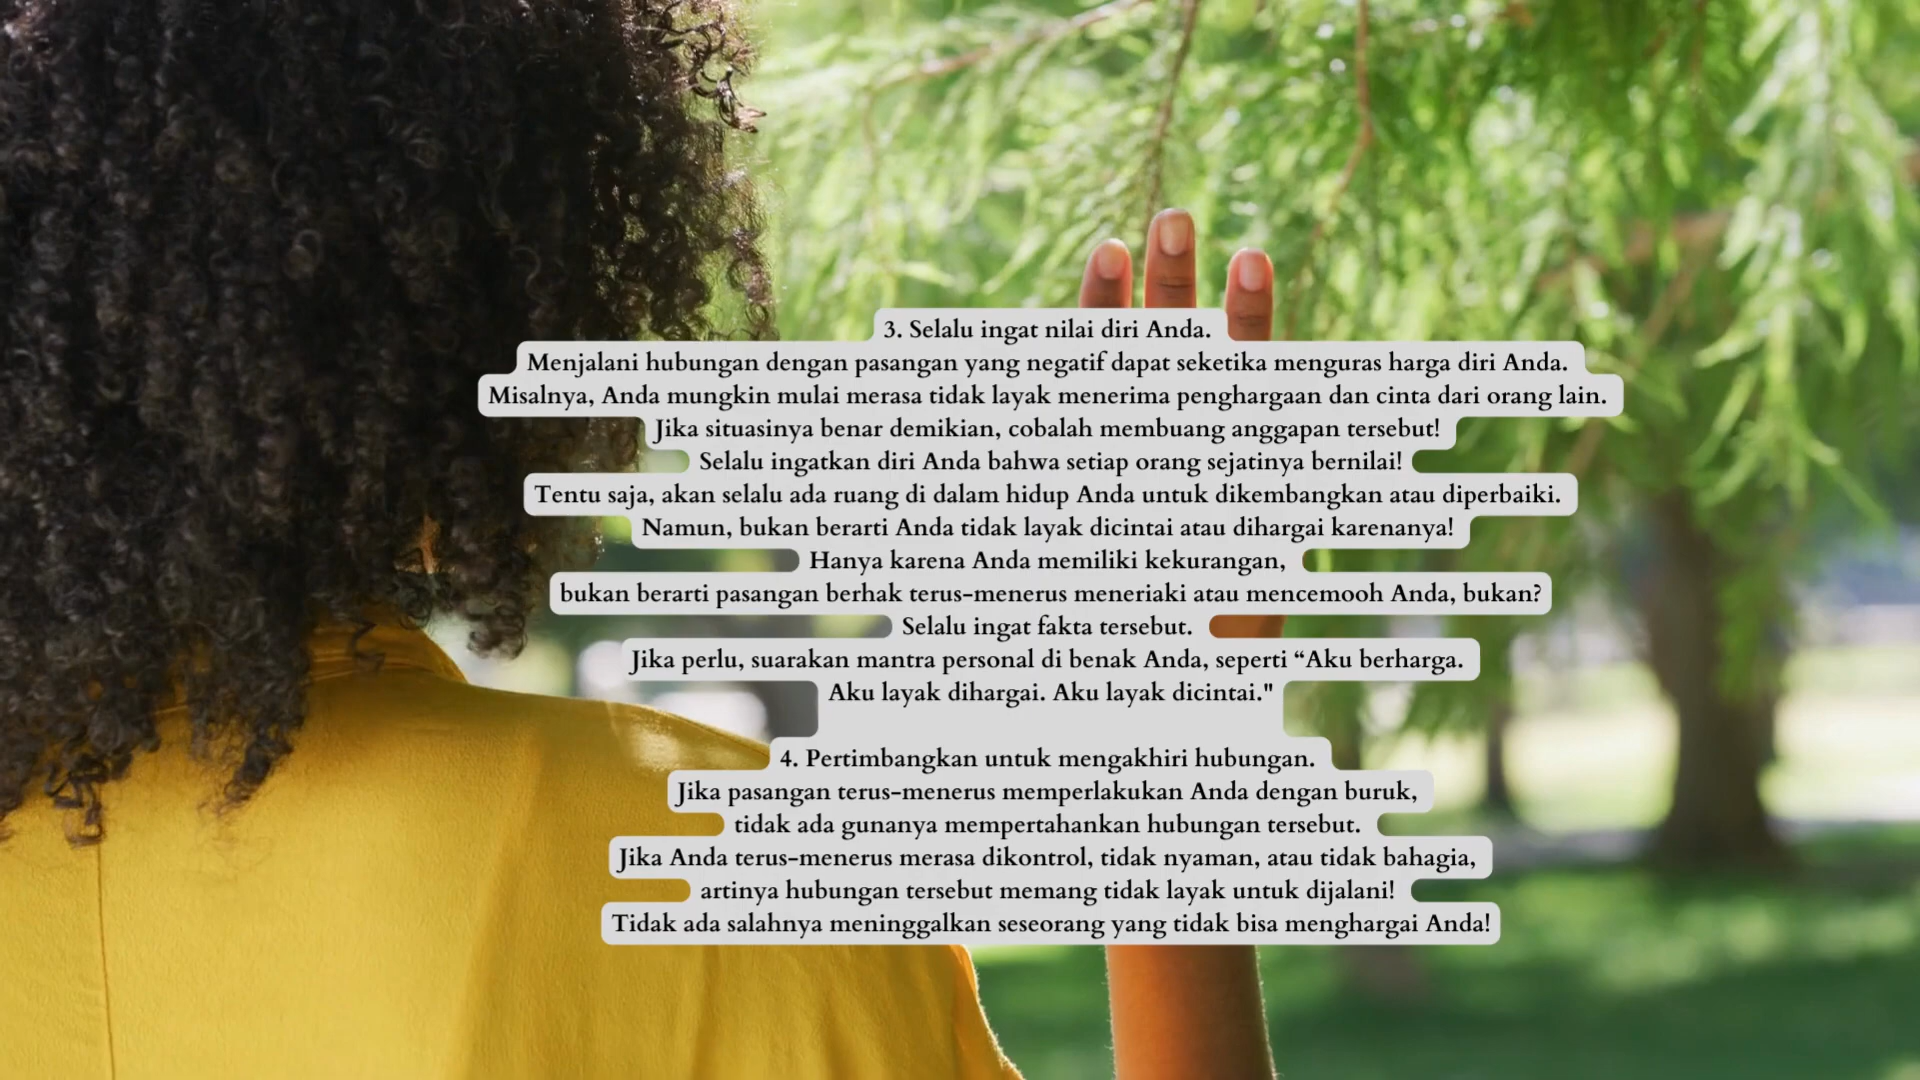 3. Selalu ingat nilai diri Anda.
Menjalani hubungan dengan pasangan yang negatif dapat seketika menguras harga diri Anda.
Misalnya, Anda mungkin mulai merasa tidak layak menerima penghargaan dan cinta dari orang lain.
Jika situasinya benar demikian, cobalah membuang anggapan tersebut!
Selalu ingatkan diri Anda bahwa setiap orang sejatinya bernilai!
Tentu saja, akan selalu ada ruang di dalam hidup Anda untuk dikembangkan atau diperbaiki.
Namun, bukan berarti Anda tidak layak dicintai atau dihargai karenanya!
Hanya karena Anda memiliki kekurangan,
bukan berarti pasangan berhak terus-menerus meneriaki atau mencemooh Anda, bukan?
Selalu ingat fakta tersebut.
Jika perlu, suarakan mantra personal di benak Anda, seperti “Aku berharga.
Aku layak dihargai. Aku layak dicintai."
4. Pertimbangkan untuk mengakhiri hubungan.
Jika pasangan terus-menerus memperlakukan Anda dengan buruk,
tidak ada gunanya mempertahankan hubungan tersebut.
Jika Anda terus-menerus merasa dikontrol, tidak nyaman, atau tidak bahagia,
artinya hubungan tersebut memang tidak layak untuk dijalani!
Tidak ada salahnya meninggalkan seseorang yang tidak bisa menghargai Anda!